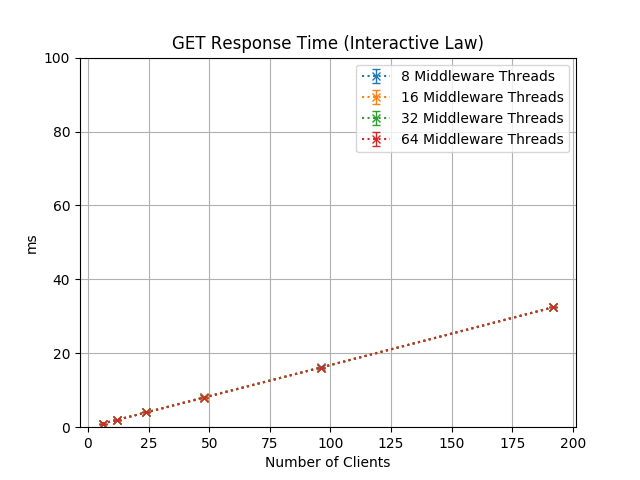 GET Response Time (Interactive Law)
100
80
60
40
20
0
ms
8 Middleware Threads
16 Middleware Threads
32 Middleware Threads
64 Middleware Threads
0 25 50 75 100 125 150 175 200
Number of Clients